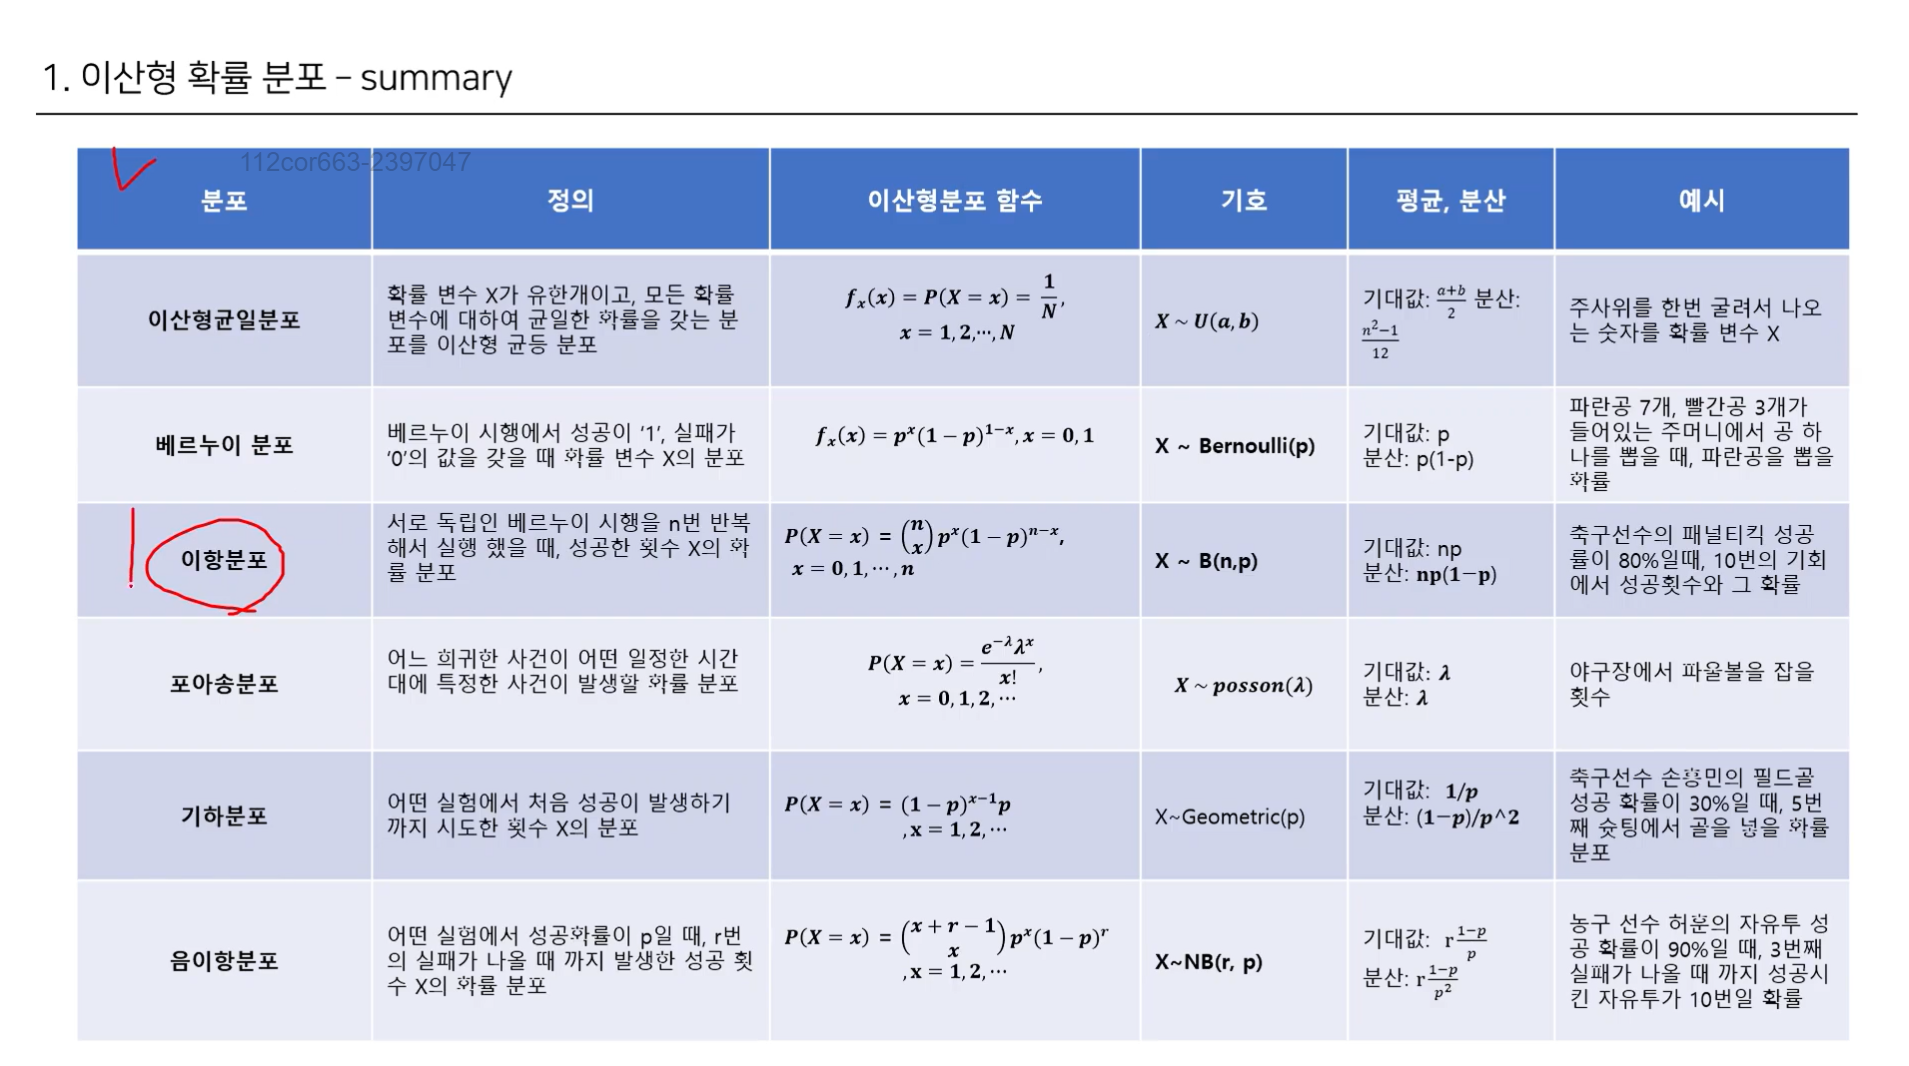 1. 이산형 확률 분포 – summary
112cor663-2397047
분포
정의
이산형분포 함수
기호
평균, 분산
예시
이산형균일분포
확률 변수 X가 유한개이고, 모든 확률
변수에 대하여 균일한 확률을 갖는 분
포를 이산형 균등 분포
f_x(x) = P(X = x) = 1/N,
x = 1, 2, ⋯, N
X ~ U(a, b)
기대값: (a+b)/2 분산:
(n²−1)/12
주사위를 한번 굴려서 나오
는 숫자를 확률 변수 X
베르누이 분포
베르누이 시행에서 성공이 ‘1’, 실패가
‘0’의 값을 갖을 때 확률 변수 X의 분포
f_x(x) = p^x(1 − p)^{1−x}, x = 0, 1
X ~ Bernoulli(p)
기대값: p
분산: p(1-p)
파란공 7개, 빨간공 3개가
들어있는 주머니에서 공 하
나를 뽑을 때, 파란공을 뽑을
확률
이항분포
서로 독립인 베르누이 시행을 n번 반복
해서 실행 했을 때, 성공한 횟수 X의 확
률 분포
P(X = x) = (n x) p^x(1 − p)^{n−x},
x = 0, 1, ⋯, n
X ~ B(n,p)
기대값: np
분산: np(1−p)
축구선수의 패널티킥 성공
률이 80%일때, 10번의 기회
에서 성공횟수와 그 확률
포아송분포
어느 희귀한 사건이 어떤 일정한 시간
대에 특정한 사건이 발생할 확률 분포
P(X = x) = e^{−λ}λ^x / x!,
x = 0, 1, 2, ⋯
X ~ posson(λ)
기대값: λ
분산: λ
야구장에서 파울볼을 잡을
횟수
기하분포
어떤 실험에서 처음 성공이 발생하기
까지 시도한 횟수 X의 분포
P(X = x) = (1 − p)^{x−1}p
, x = 1, 2, ⋯
X~Geometric(p)
기대값: 1/p
분산: (1−p)/p^2
축구선수 손흥민의 필드골
성공 확률이 30%일 때, 5번
째 슛팅에서 골을 넣을 확률
분포
음이항분포
어떤 실험에서 성공확률이 p일 때, r번
의 실패가 나올 때 까지 발생한 성공 횟
수 X의 확률 분포
P(X = x) = (x + r − 1 x) p^x(1 − p)^r
, x = 1, 2, ⋯
X~NB(r, p)
기대값: r (1−p)/p
분산: r (1−p)/p²
농구 선수 허훈의 자유투 성
공 확률이 90%일 때, 3번째
실패가 나올 때 까지 성공시
킨 자유투가 10번일 확률